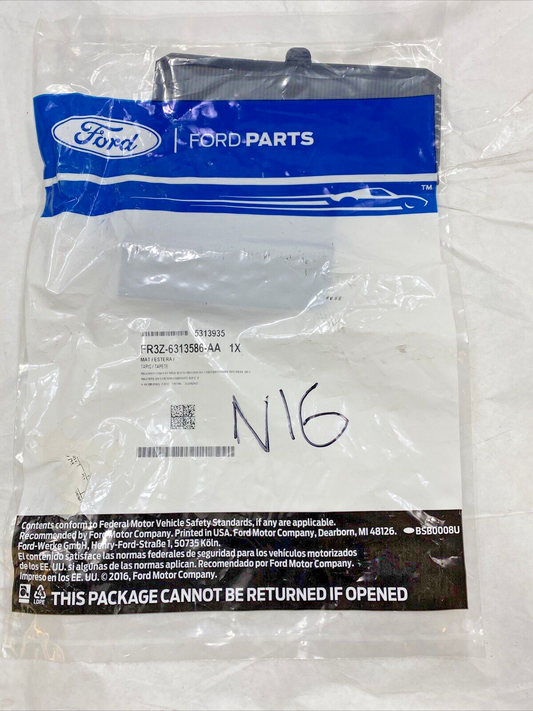 Ford
FORD PARTS
TM
5313935
FR3Z-6313586-AA 1X
MAT / ESTERA /
TAPIS / TAPETE
N16
Contents conform to Federal Motor Vehicle Safety Standards, if any are applicable.
Recommended by Ford Motor Company. Printed in USA. Ford Motor Company, Dearborn, MI 48126. BSB0008U
Ford-Werke GmbH, Henry-Ford-Straße 1, 50735 Köln.
El contenido satisface las normas federales de seguridad para los vehículos motorizados
de los EE. UU. si algunas de las normas aplican. Recomendado por Ford Motor Company.
Impreso en los EE. UU. © 2016, Ford Motor Company.
LDPE THIS PACKAGE CANNOT BE RETURNED IF OPENED